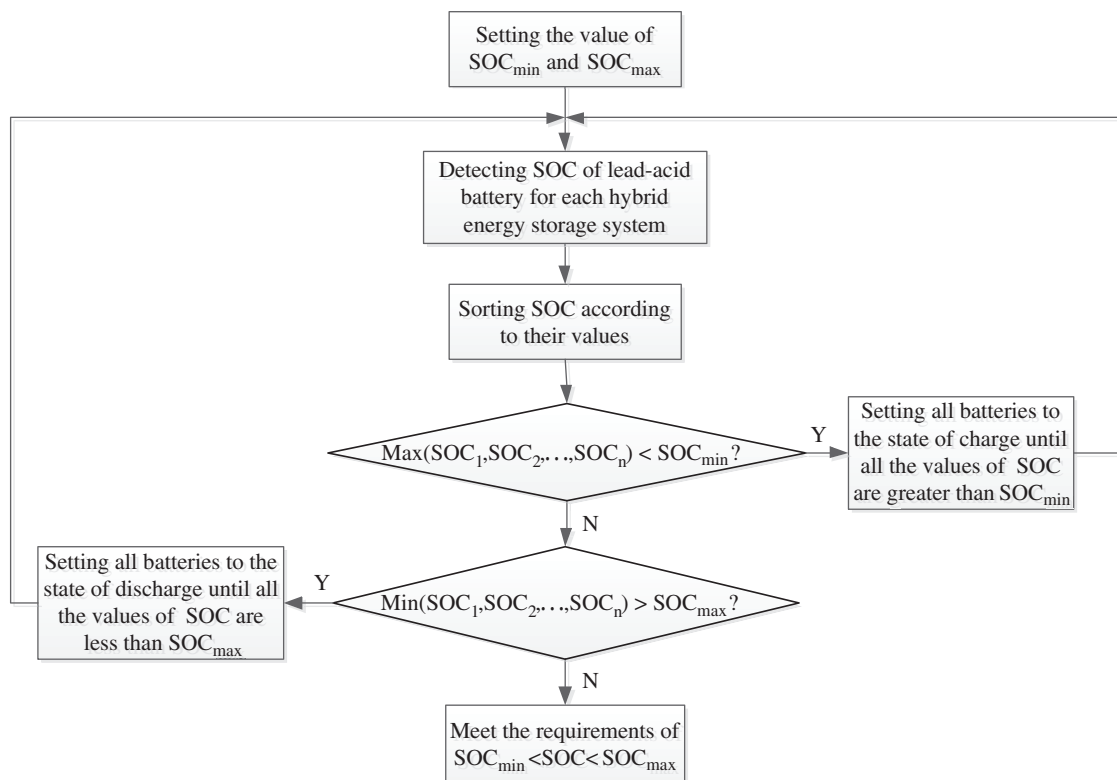 Setting the value of
SOCmin and SOCmax
Detecting SOC of lead-acid
battery for each hybrid
energy storage system
Sorting SOC according
to their values
Max(SOC1,SOC2,...,SOCn) < SOCmin?
Y
Setting all batteries to
the state of charge until
all the values of SOC
are greater than SOCmin
N
Min(SOC1,SOC2,...,SOCn) > SOCmax?
Y
Setting all batteries to the
state of discharge until all
the values of SOC are
less than SOCmax
N
Meet the requirements of
SOCmin<SOC<SOCmax